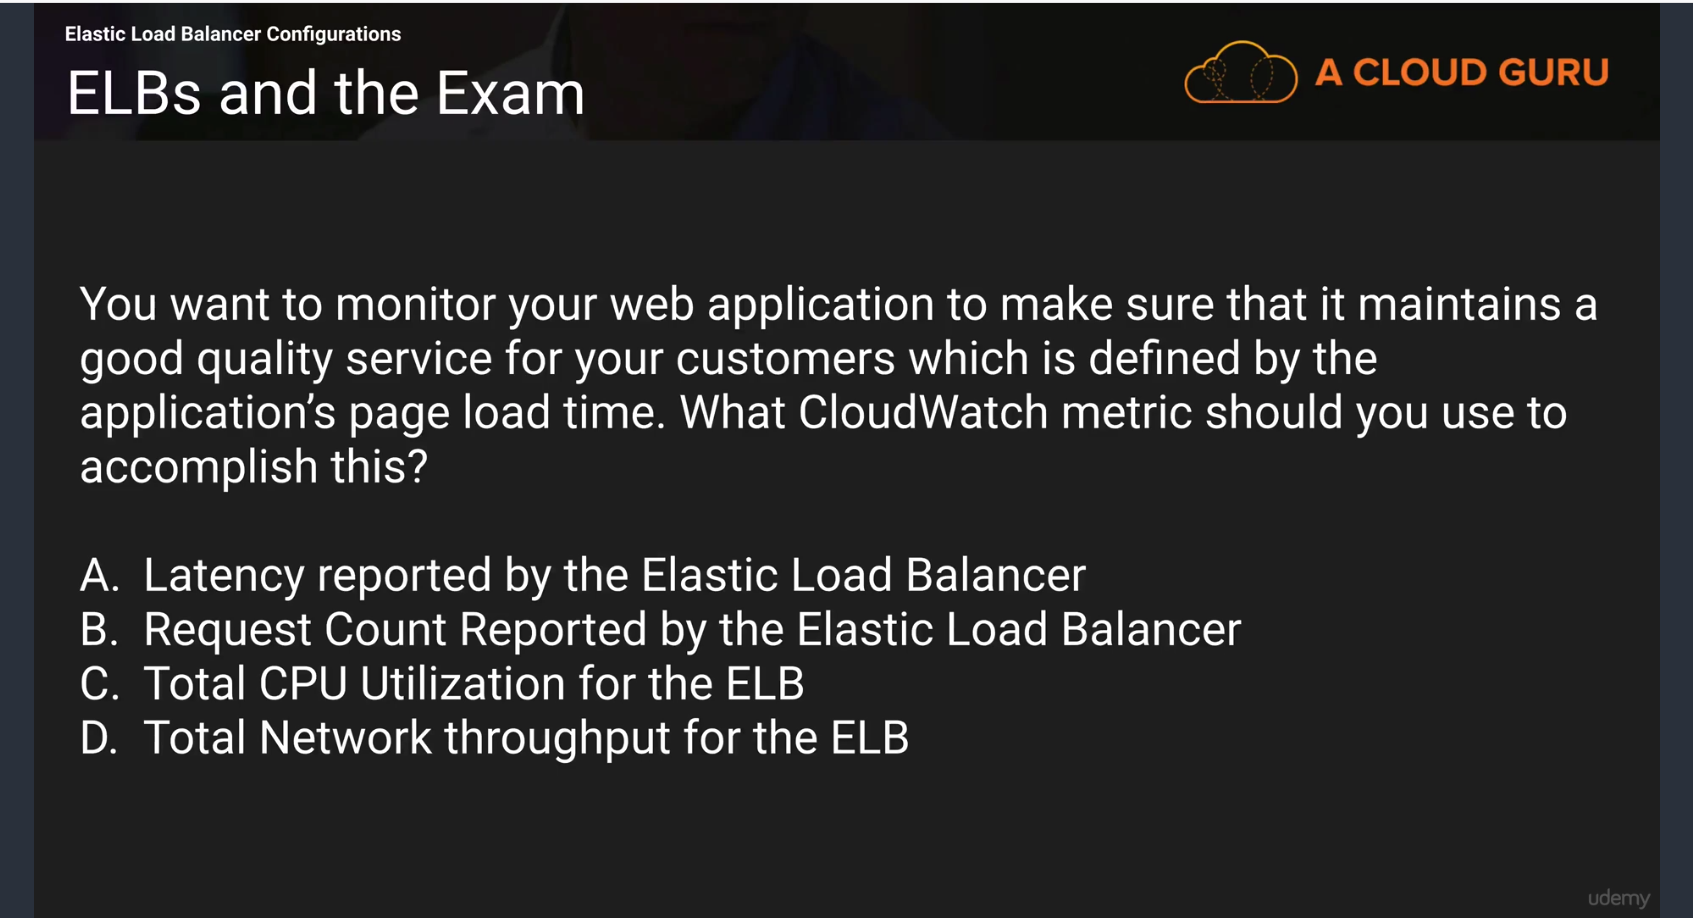 Elastic Load Balancer Configurations
ELBs and the Exam
A CLOUD GURU
You want to monitor your web application to make sure that it maintains a
good quality service for your customers which is defined by the
application’s page load time. What CloudWatch metric should you use to
accomplish this?
A. Latency reported by the Elastic Load Balancer
B. Request Count Reported by the Elastic Load Balancer
C. Total CPU Utilization for the ELB
D. Total Network throughput for the ELB
udemy